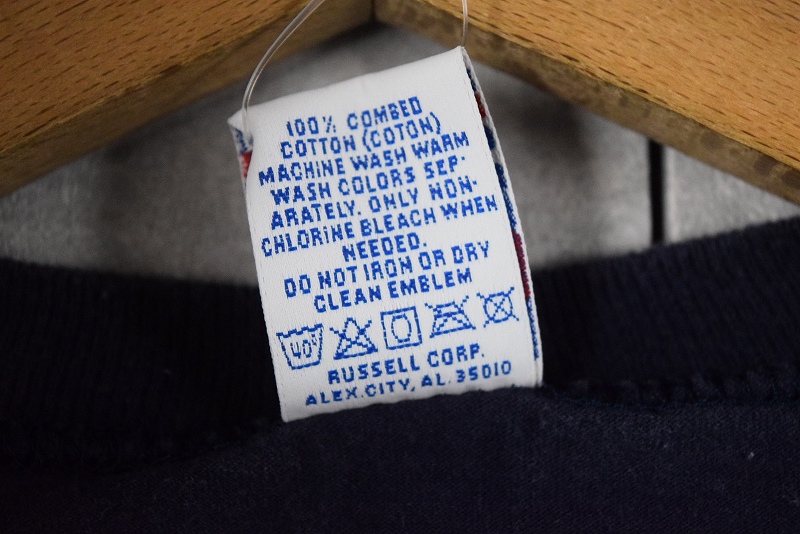 100% COMBED
COTTON (COTON)
MACHINE WASH WARM
WASH COLORS SEP-
ARATELY. ONLY NON-
CHLORINE BLEACH WHEN
NEEDED.
DO NOT IRON OR DRY
CLEAN EMBLEM
40°
RUSSELL CORP.
ALEX.CITY, AL. 35010